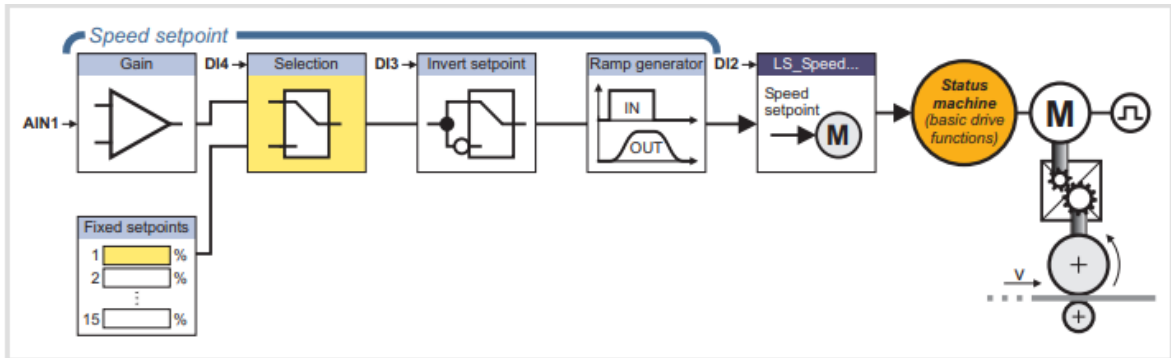 Speed setpoint
Gain
DI4
Selection
DI3
Invert setpoint
Ramp generator
DI2
LS_Speed...
AIN1
IN
OUT
Speed
setpoint
M
Status
machine
(basic drive
functions)
M
Fixed setpoints
1 %
2 %
⋮
15 %
V